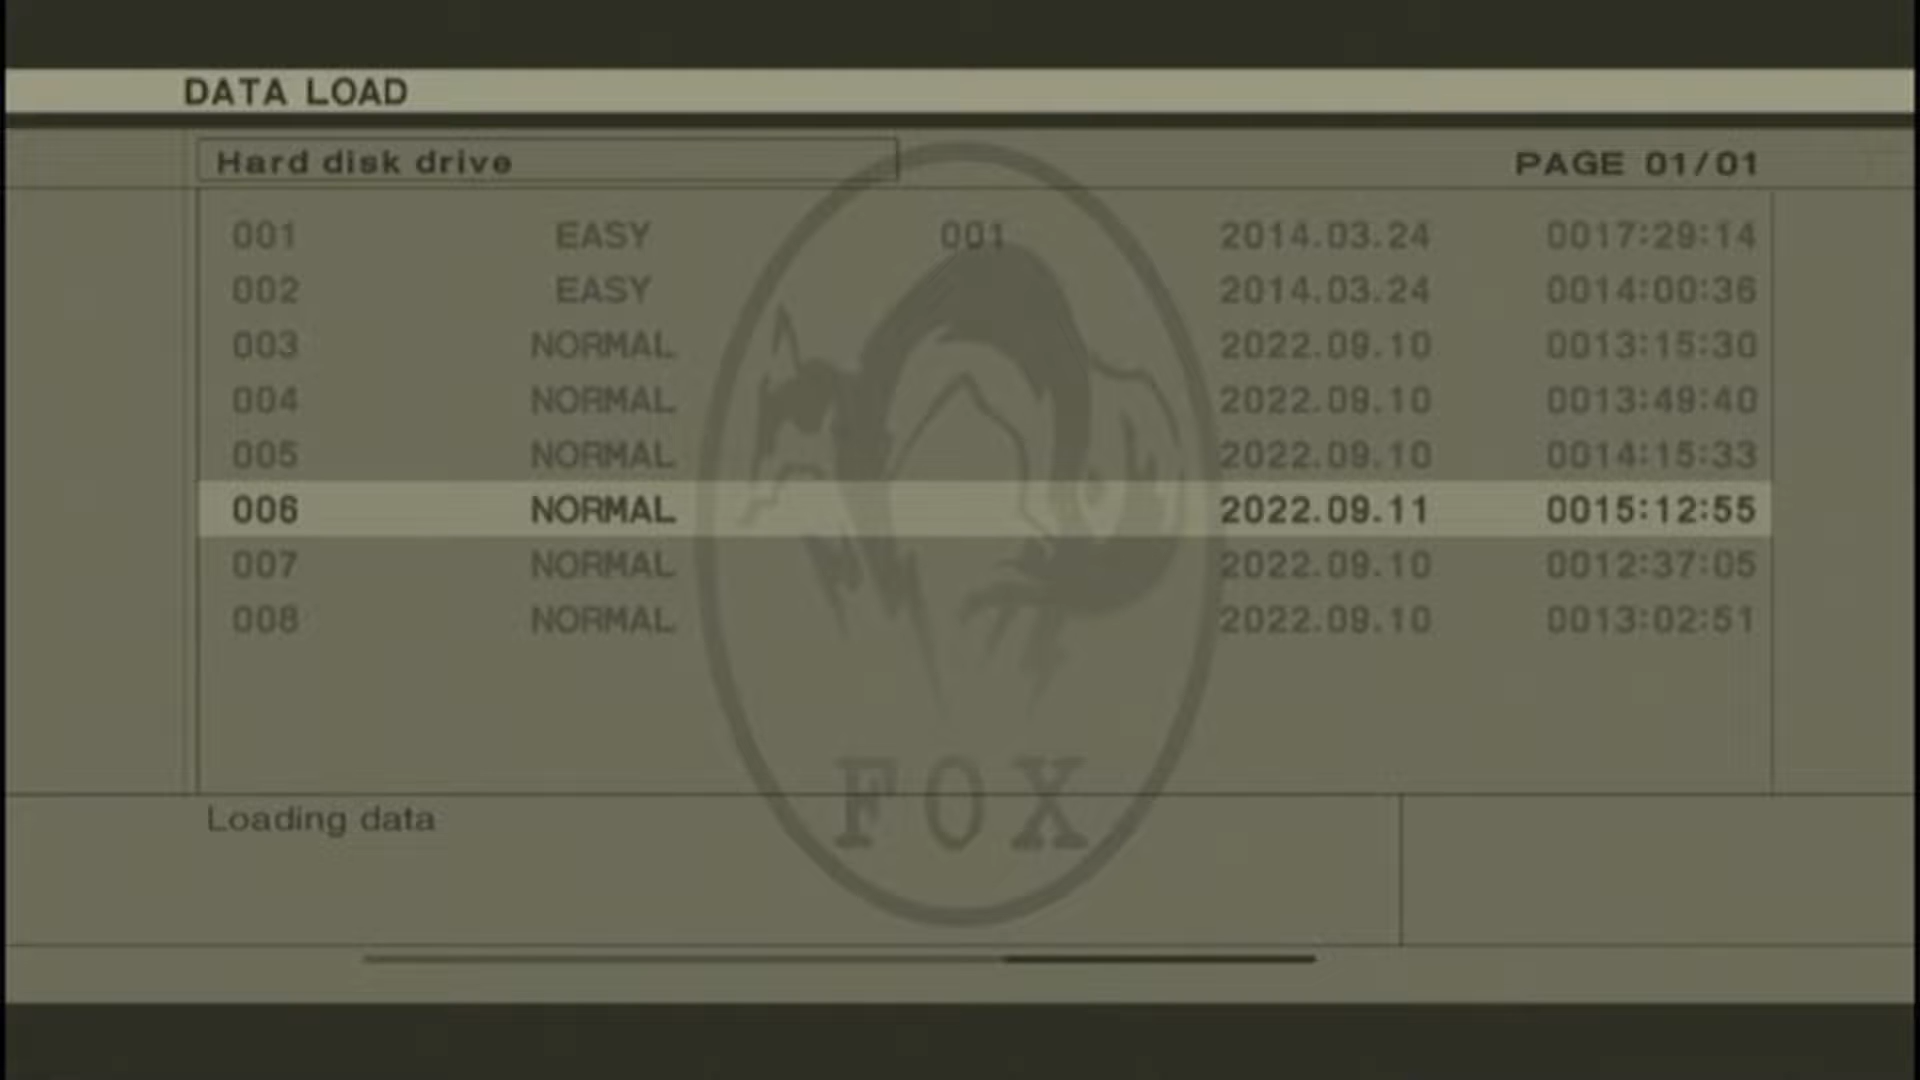 DATA LOAD
Hard disk drive PAGE 01/01
001 EASY 001 2014.03.24 0017:29:14
002 EASY 2014.03.24 0014:00:36
003 NORMAL 2022.09.10 0013:15:30
004 NORMAL 2022.09.10 0013:49:40
005 NORMAL 2022.09.10 0014:15:33
006 NORMAL 2022.09.11 0015:12:55
007 NORMAL 2022.09.10 0012:37:05
008 NORMAL 2022.09.10 0013:02:51
FOX
Loading data